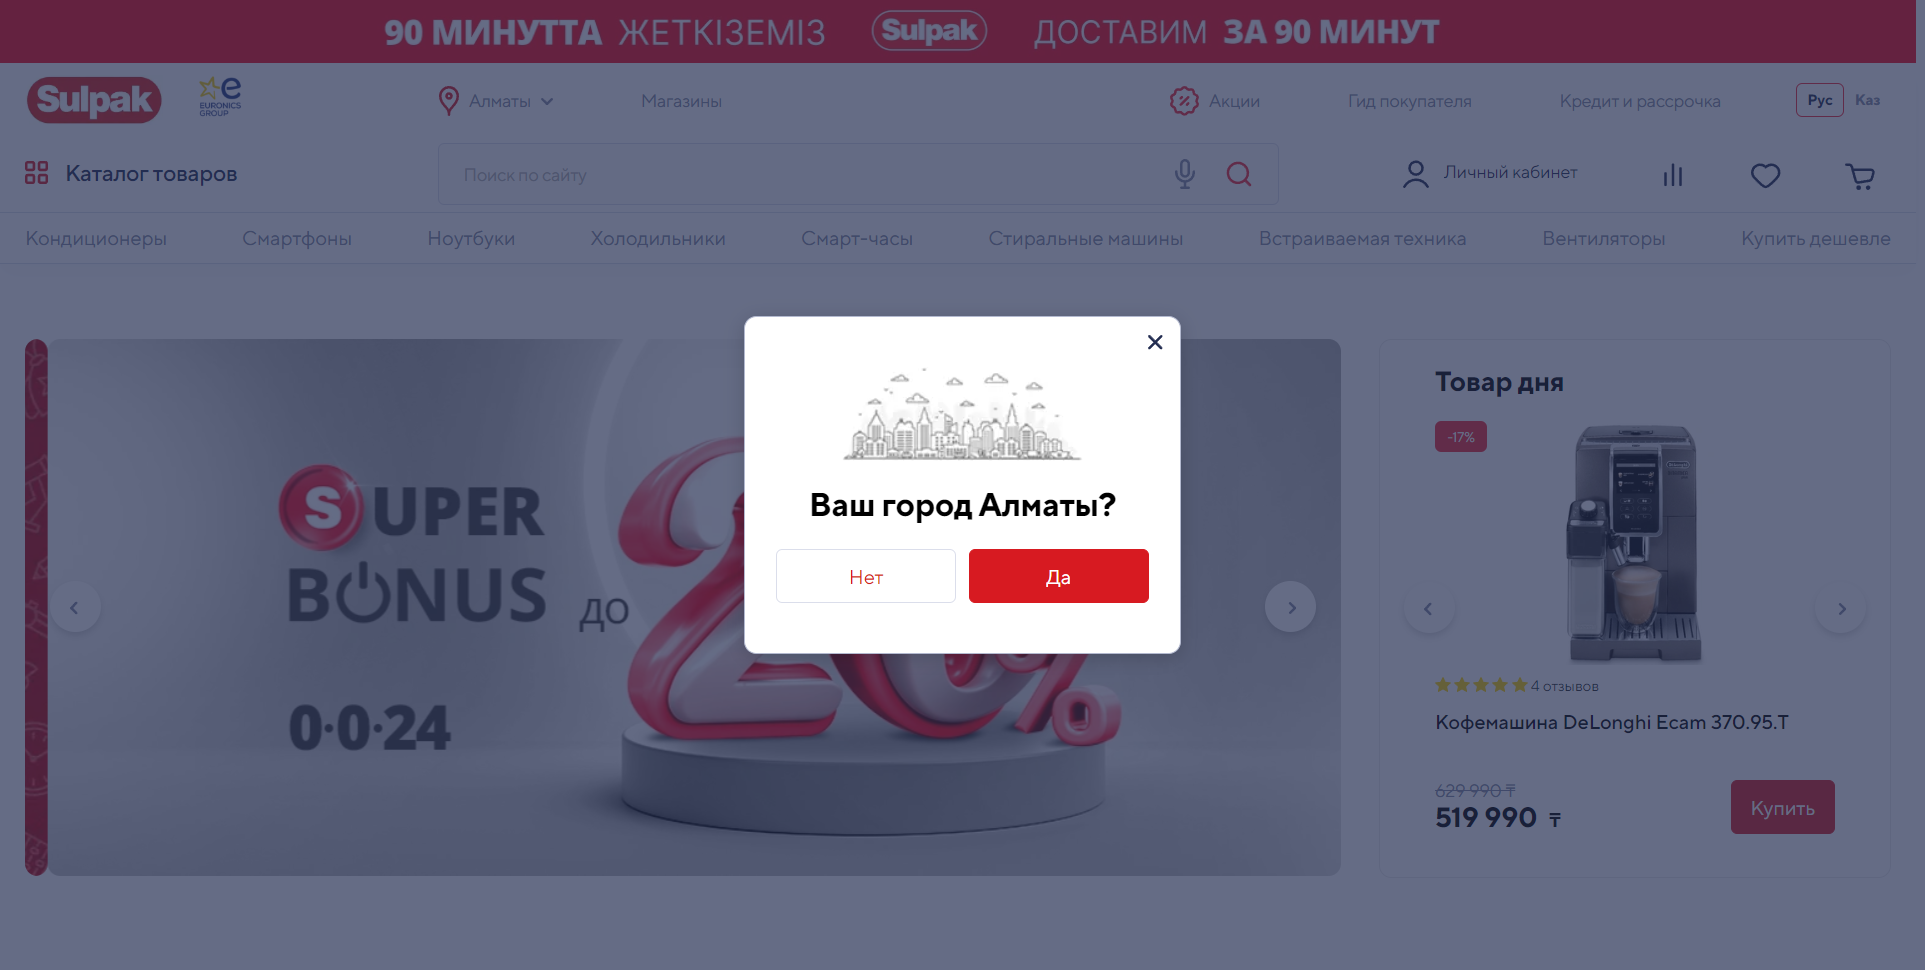 90 МИНУТТА ЖЕТКІЗЕМІЗ Sulpak ДОСТАВИМ ЗА 90 МИНУТ
Sulpak
e
EURONICS
GROUP
Алматы
Магазины
Акции
Гид покупателя
Кредит и рассрочка
Рус
Каз
Каталог товаров
Поиск по сайту
Личный кабинет
Кондиционеры
Смартфоны
Ноутбуки
Холодильники
Смарт-часы
Стиральные машины
Встраиваемая техника
Вентиляторы
Купить дешевле
SUPER
BONUS ДО
20%
0·0·24
Ваш город Алматы?
Нет
Да
Товар дня
-17%
4 отзывов
Кофемашина DeLonghi Ecam 370.95.T
629 990 ₸
519 990 ₸
Купить